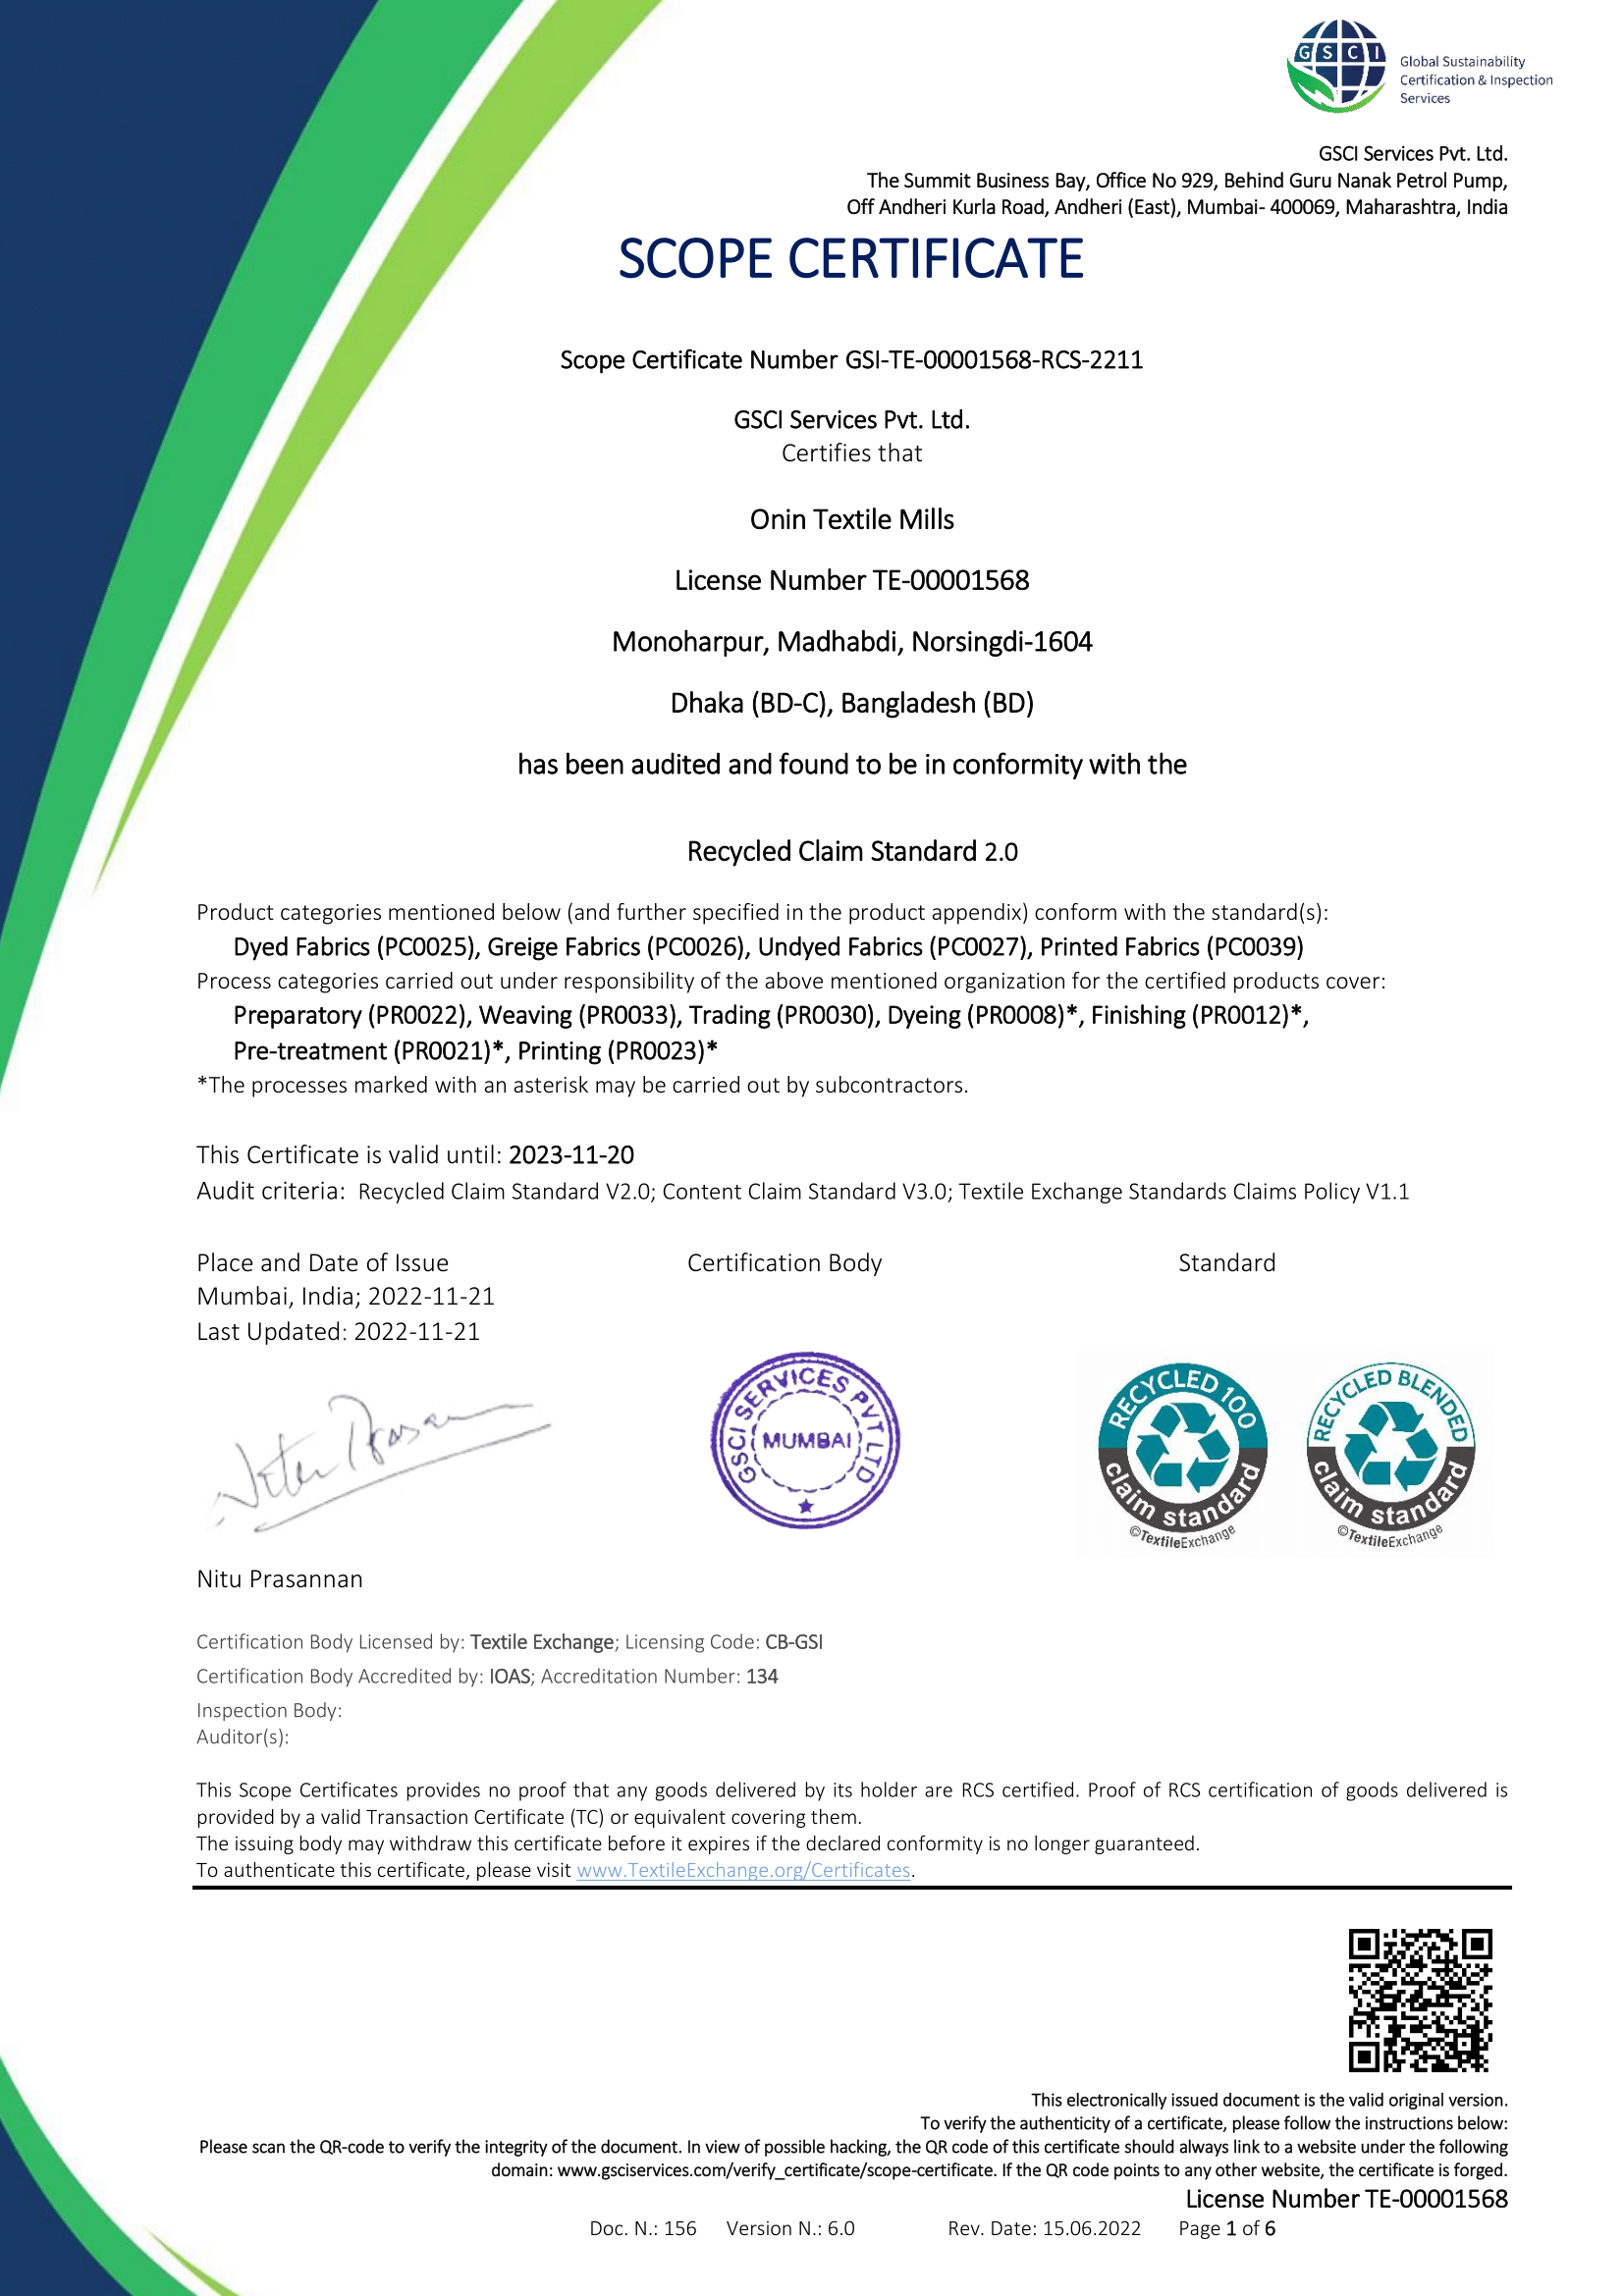 G S C I
Global Sustainability
Certification & Inspection
Services
GSCI Services Pvt. Ltd.
The Summit Business Bay, Office No 929, Behind Guru Nanak Petrol Pump,
Off Andheri Kurla Road, Andheri (East), Mumbai- 400069, Maharashtra, India
SCOPE CERTIFICATE
Scope Certificate Number GSI-TE-00001568-RCS-2211
GSCI Services Pvt. Ltd.
Certifies that
Onin Textile Mills
License Number TE-00001568
Monoharpur, Madhabdi, Norsingdi-1604
Dhaka (BD-C), Bangladesh (BD)
has been audited and found to be in conformity with the
Recycled Claim Standard 2.0
Product categories mentioned below (and further specified in the product appendix) conform with the standard(s):
Dyed Fabrics (PC0025), Greige Fabrics (PC0026), Undyed Fabrics (PC0027), Printed Fabrics (PC0039)
Process categories carried out under responsibility of the above mentioned organization for the certified products cover:
Preparatory (PR0022), Weaving (PR0033), Trading (PR0030), Dyeing (PR0008)*, Finishing (PR0012)*,
Pre-treatment (PR0021)*, Printing (PR0023)*
*The processes marked with an asterisk may be carried out by subcontractors.
This Certificate is valid until: 2023-11-20
Audit criteria: Recycled Claim Standard V2.0; Content Claim Standard V3.0; Textile Exchange Standards Claims Policy V1.1
Place and Date of Issue
Mumbai, India; 2022-11-21
Last Updated: 2022-11-21
Certification Body
Standard
Nitu Prasannan
GSCI SERVICES PVT LTD
MUMBAI
RECYCLED 100
claim standard
©TextileExchange
RECYCLED BLENDED
claim standard
©TextileExchange
Nitu Prasannan
Certification Body Licensed by: Textile Exchange; Licensing Code: CB-GSI
Certification Body Accredited by: IOAS; Accreditation Number: 134
Inspection Body:
Auditor(s):
This Scope Certificates provides no proof that any goods delivered by its holder are RCS certified. Proof of RCS certification of goods delivered is
provided by a valid Transaction Certificate (TC) or equivalent covering them.
The issuing body may withdraw this certificate before it expires if the declared conformity is no longer guaranteed.
To authenticate this certificate, please visit www.TextileExchange.org/Certificates.
This electronically issued document is the valid original version.
To verify the authenticity of a certificate, please follow the instructions below:
Please scan the QR-code to verify the integrity of the document. In view of possible hacking, the QR code of this certificate should always link to a website under the following
domain: www.gsciservices.com/verify_certificate/scope-certificate. If the QR code points to any other website, the certificate is forged.
License Number TE-00001568
Doc. N.: 156 Version N.: 6.0 Rev. Date: 15.06.2022 Page 1 of 6